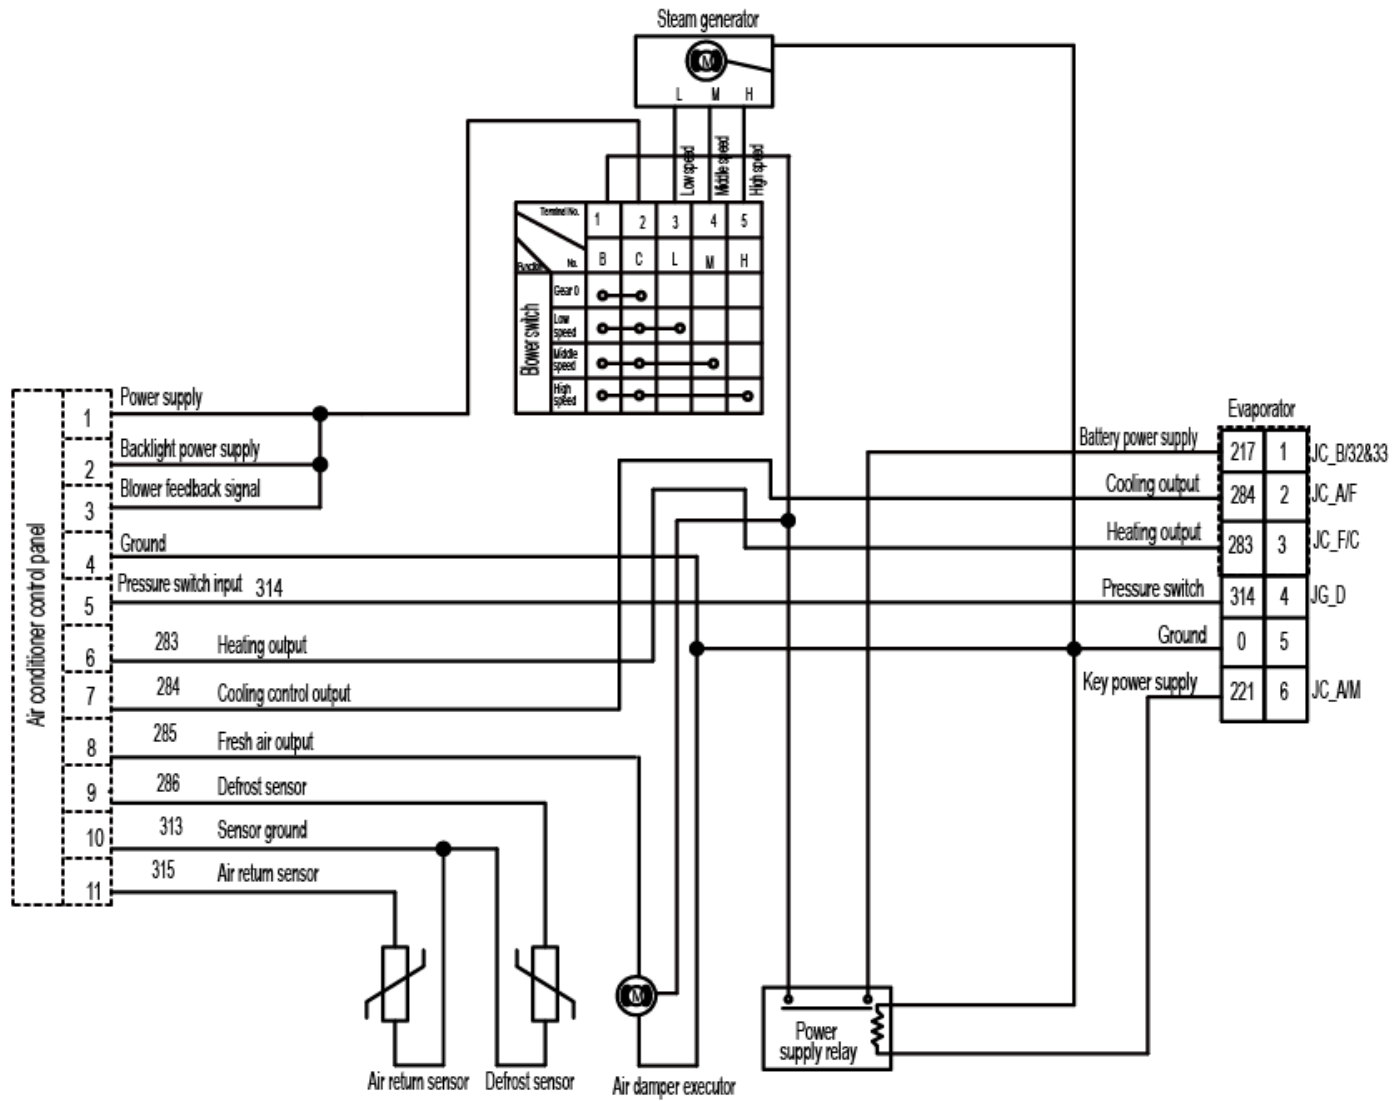 Steam generator
M
L M H
Low speed
Middle speed
High speed
Terminal No.
1 2 3 4 5
Function
No.
B C L M H
Blower switch
Gear 0
Low
speed
Middle
speed
High
speed
Air conditioner control panel
1 Power supply
2 Backlight power supply
3 Blower feedback signal
4 Ground
5 Pressure switch input 314
6 283 Heating output
7 284 Cooling control output
8 285 Fresh air output
9 286 Defrost sensor
10 313 Sensor ground
11 315 Air return sensor
Evaporator
Battery power supply 217 1 JC_B/32&33
Cooling output 284 2 JC_A/F
Heating output 283 3 JC_F/C
Pressure switch 314 4 JG_D
Ground 0 5
Key power supply 221 6 JC_A/M
M
Power
supply relay
Air return sensor
Defrost sensor
Air damper executor